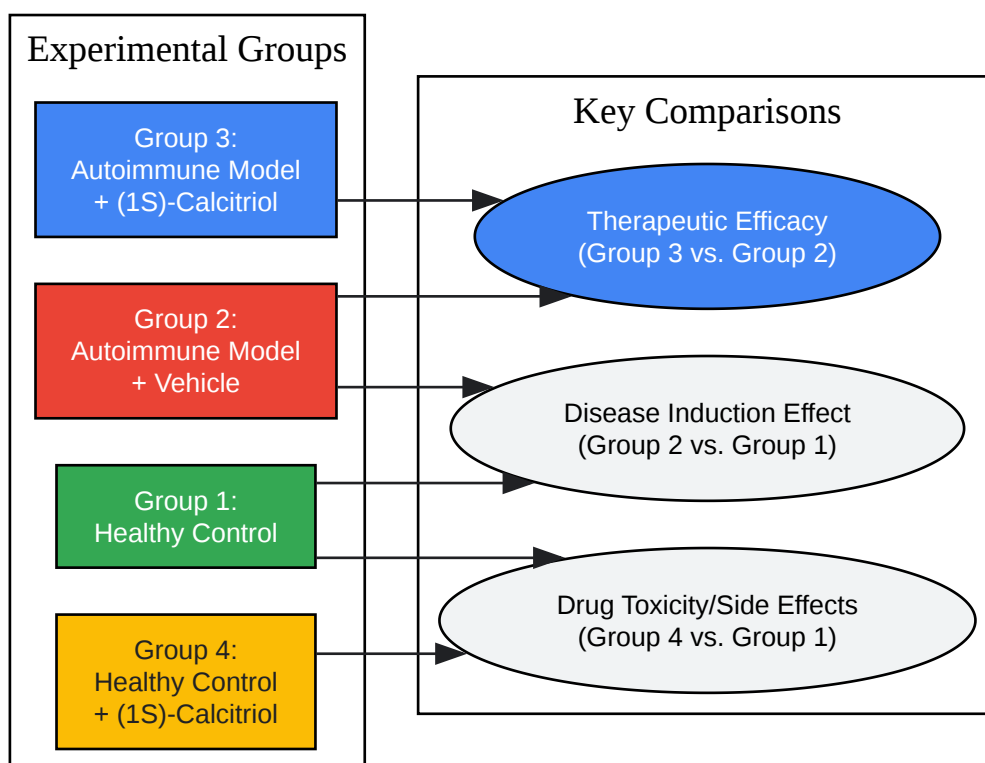 Experimental Groups
Group 3:
Autoimmune Model
+ (1S)-Calcitriol
Group 2:
Autoimmune Model
+ Vehicle
Group 1:
Healthy Control
Group 4:
Healthy Control
+ (1S)-Calcitriol
Key Comparisons
Therapeutic Efficacy
(Group 3 vs. Group 2)
Disease Induction Effect
(Group 2 vs. Group 1)
Drug Toxicity/Side Effects
(Group 4 vs. Group 1)